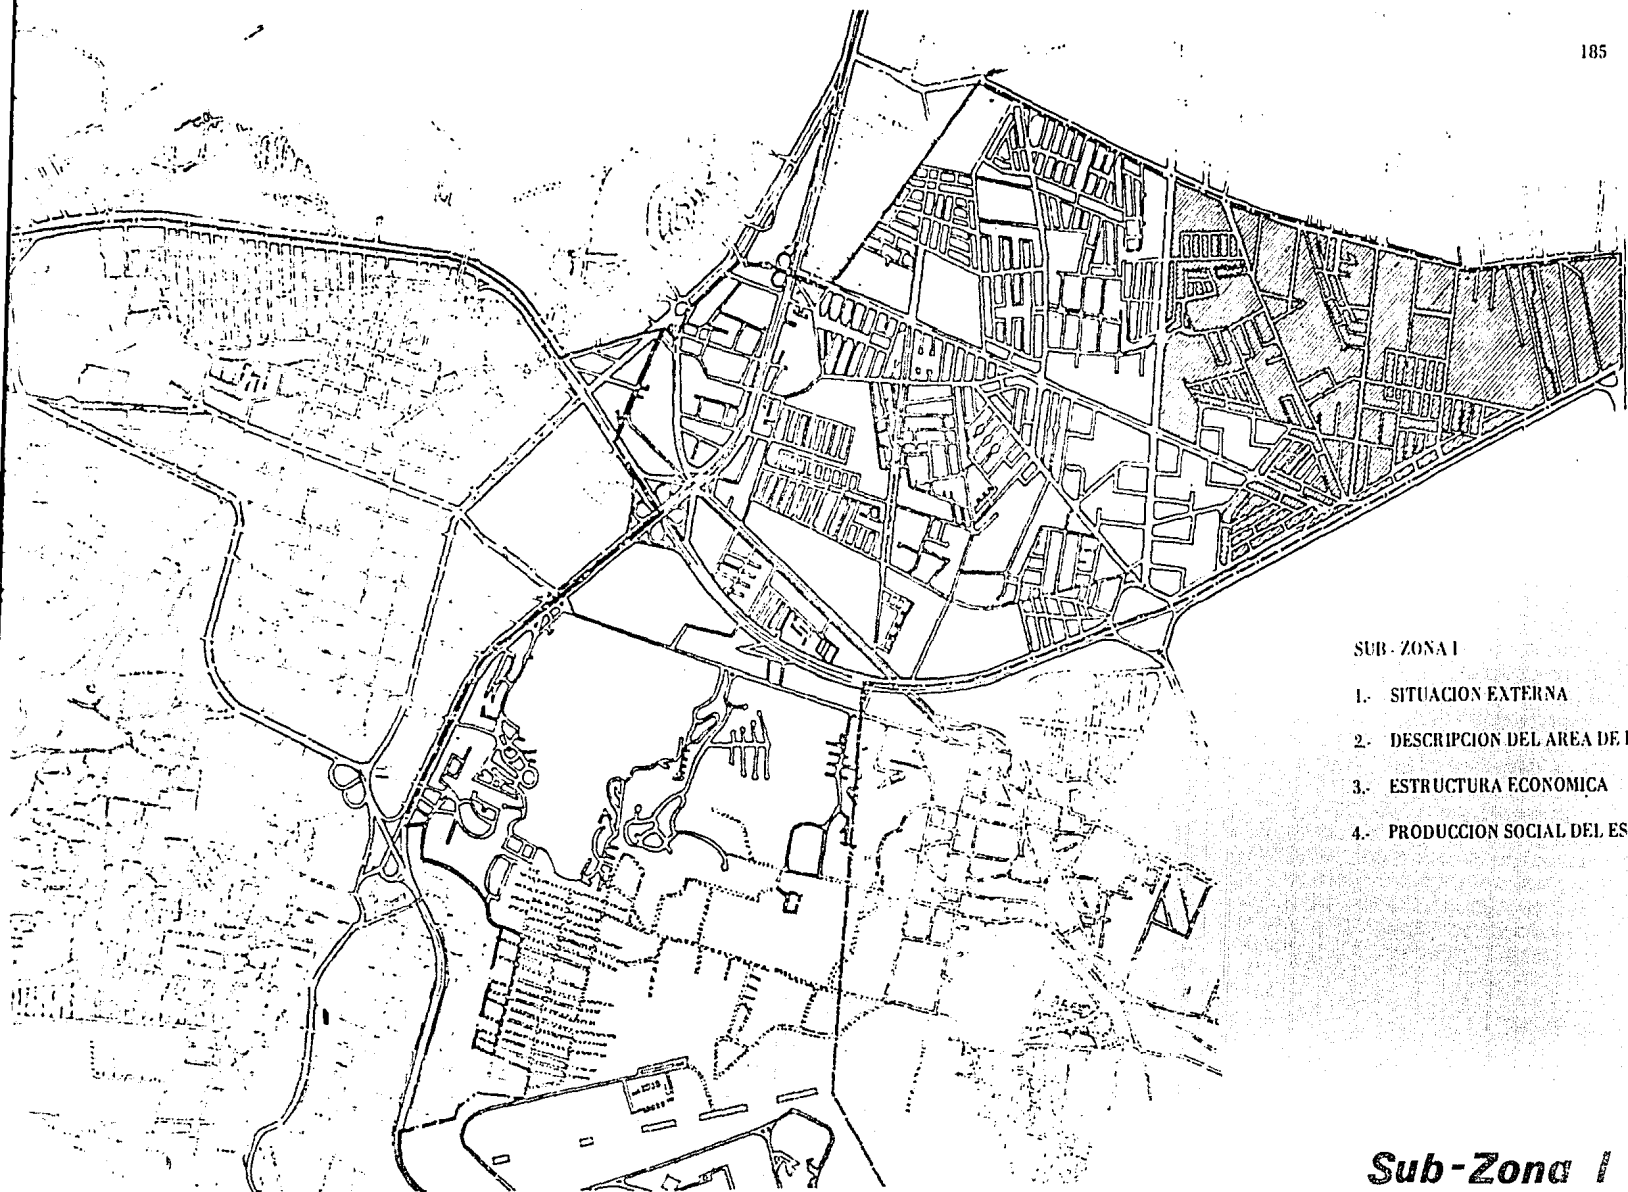 185
SUB - ZONA I
1.- SITUACION EXTERNA
2.- DESCRIPCION DEL AREA DE
3.- ESTRUCTURA ECONOMICA
4.- PRODUCCION SOCIAL DEL ES
Sub-Zona I